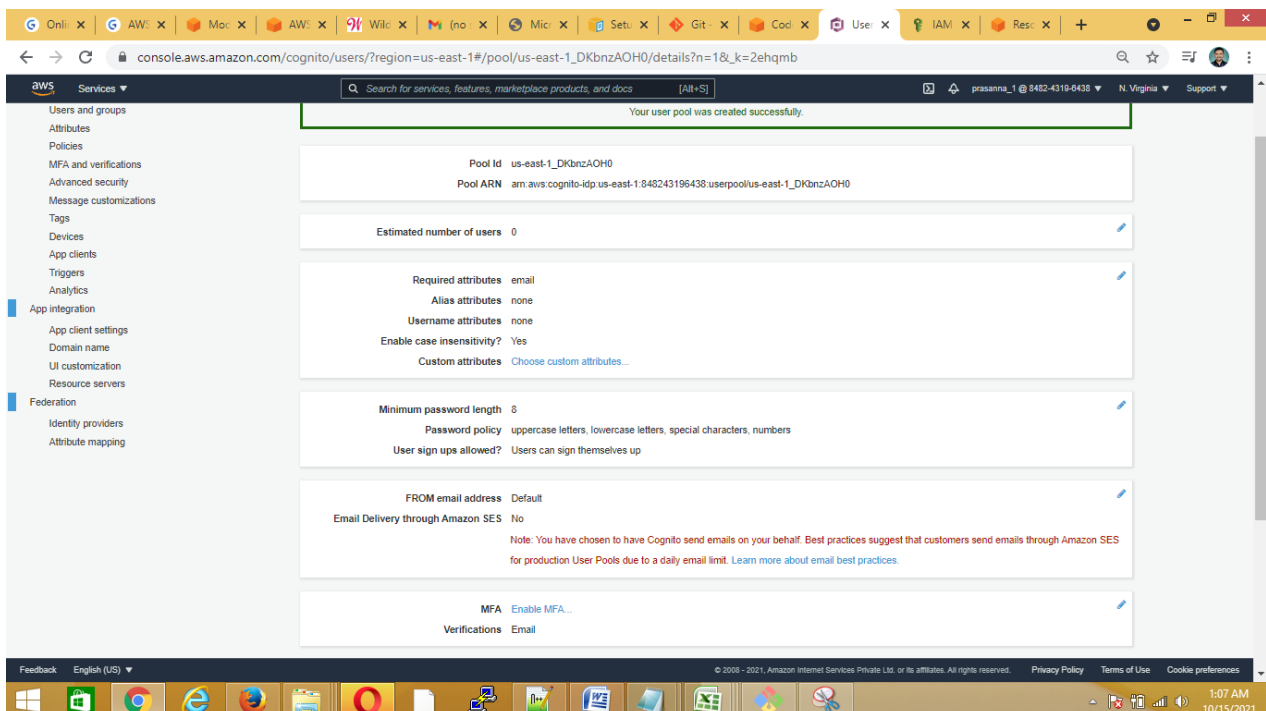 Onli
AWS
Moc
AWS
Wild
M (no
Micr
Setu
Git -
Cod
User
IAM
Reso
console.aws.amazon.com/cognito/users/?region=us-east-1#/pool/us-east-1_DKbnzAOH0/details?n=1&_k=2ehqmb
aws Services ▼ Search for services, features, marketplace products, and docs [Alt+S] prasanna_1 @ 8482-4319-6438 ▼ N. Virginia ▼ Support ▼
Users and groups
Attributes
Policies
MFA and verifications
Advanced security
Message customizations
Tags
Devices
App clients
Triggers
Analytics
App integration
App client settings
Domain name
UI customization
Resource servers
Federation
Identity providers
Attribute mapping
Your user pool was created successfully.
Pool Id us-east-1_DKbnzAOH0
Pool ARN arn:aws:cognito-idp:us-east-1:848243196438:userpool/us-east-1_DKbnzAOH0
Estimated number of users 0
Required attributes email
Alias attributes none
Username attributes none
Enable case insensitivity? Yes
Custom attributes Choose custom attributes...
Minimum password length 8
Password policy uppercase letters, lowercase letters, special characters, numbers
User sign ups allowed? Users can sign themselves up
FROM email address Default
Email Delivery through Amazon SES No
Note: You have chosen to have Cognito send emails on your behalf. Best practices suggest that customers send emails through Amazon SES
for production User Pools due to a daily email limit. Learn more about email best practices.
MFA Enable MFA...
Verifications Email
Feedback English (US) ▼ © 2008 - 2021, Amazon Internet Services Private Ltd. or its affiliates. All rights reserved. Privacy Policy Terms of Use Cookie preferences
1:07 AM
10/15/2021